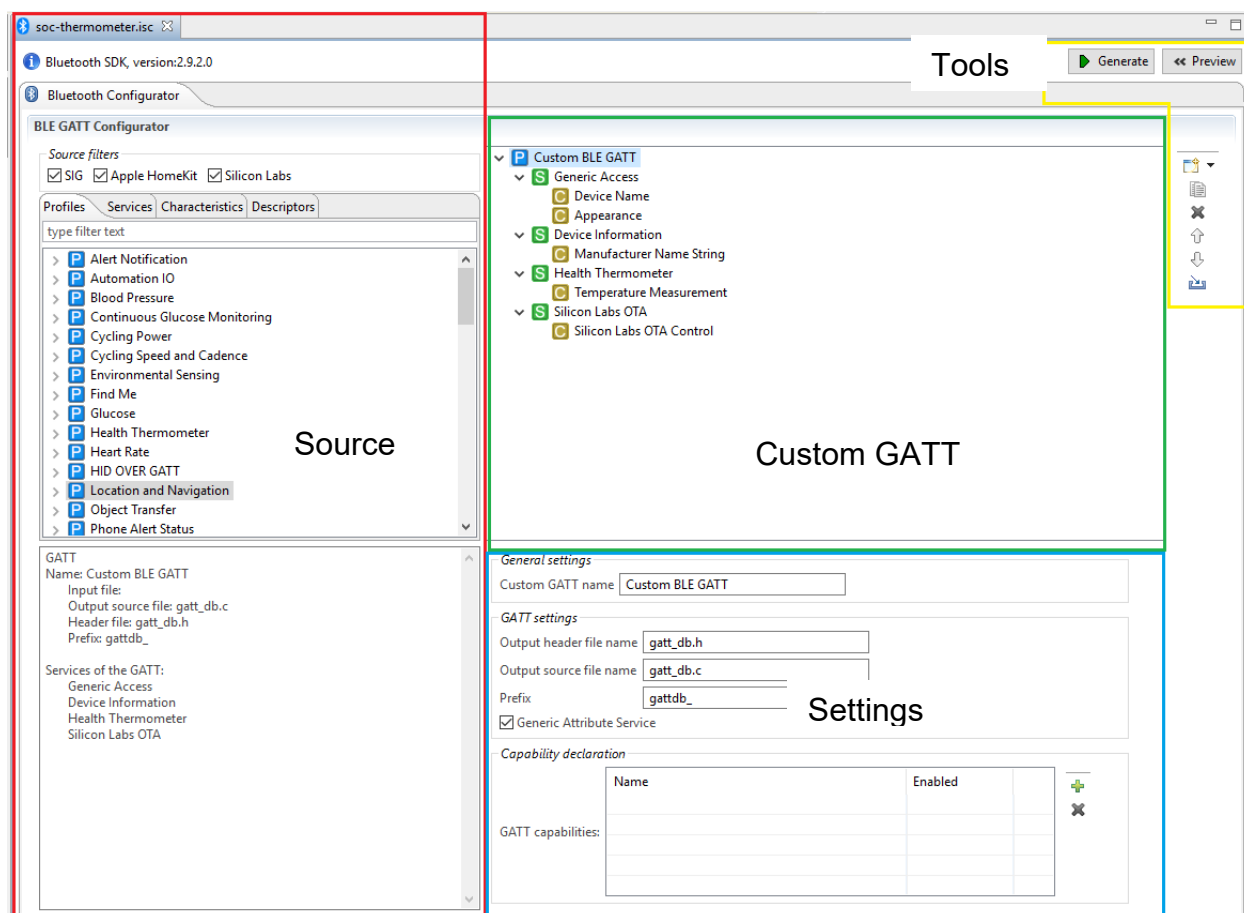 soc-thermometer.isc
Bluetooth SDK, version:2.9.2.0
Tools
Generate
Preview
Bluetooth Configurator
BLE GATT Configurator
Source filters
SIG Apple HomeKit Silicon Labs
Profiles Services Characteristics Descriptors
type filter text
P Alert Notification
P Automation IO
P Blood Pressure
P Continuous Glucose Monitoring
P Cycling Power
P Cycling Speed and Cadence
P Environmental Sensing
P Find Me
P Glucose
P Health Thermometer
P Heart Rate
P HID OVER GATT
P Location and Navigation
P Object Transfer
P Phone Alert Status
Source
GATT
Name: Custom BLE GATT
Input file:
Output source file: gatt_db.c
Header file: gatt_db.h
Prefix: gattdb_
Services of the GATT:
Generic Access
Device Information
Health Thermometer
Silicon Labs OTA
P Custom BLE GATT
S Generic Access
C Device Name
C Appearance
S Device Information
C Manufacturer Name String
S Health Thermometer
C Temperature Measurement
S Silicon Labs OTA
C Silicon Labs OTA Control
Custom GATT
General settings
Custom GATT name Custom BLE GATT
GATT settings
Output header file name gatt_db.h
Output source file name gatt_db.c
Prefix gattdb_
Settings
Generic Attribute Service
Capability declaration
Name Enabled
GATT capabilities: